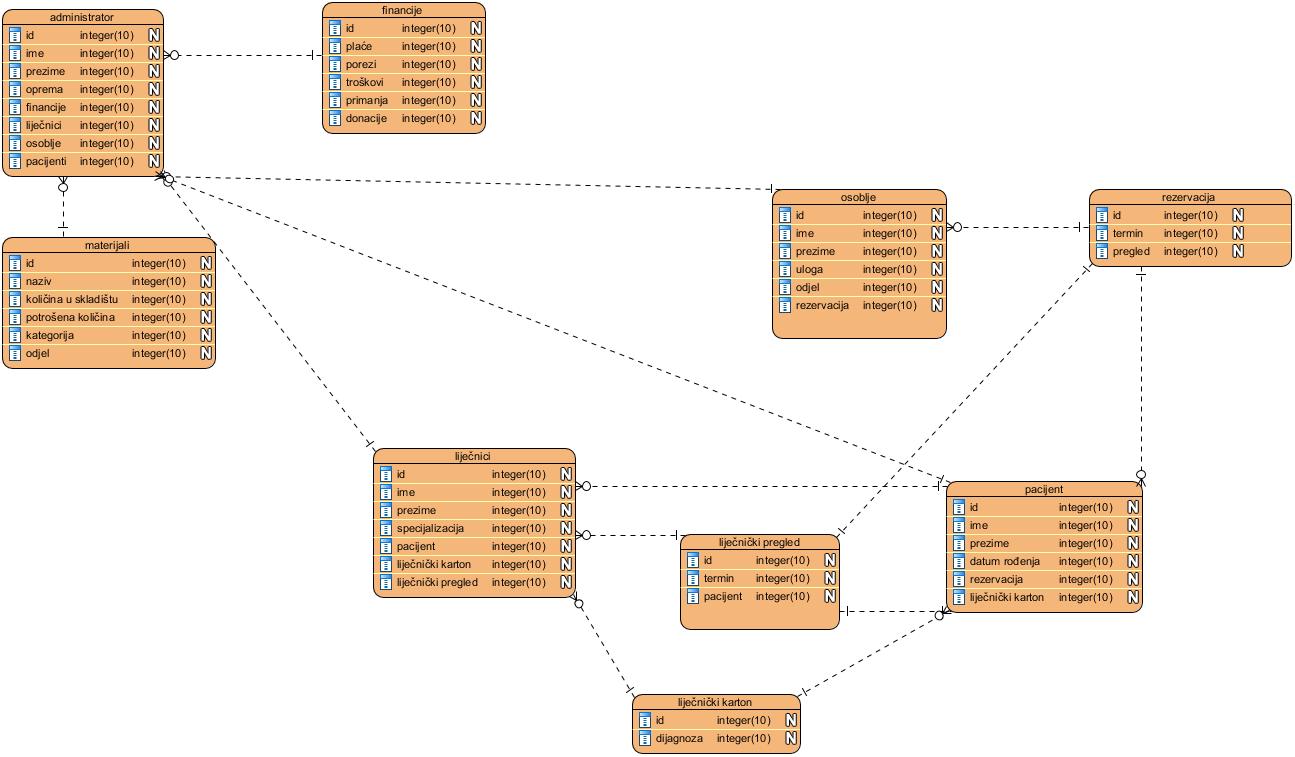 administrator
id integer(10) N
ime integer(10) N
prezime integer(10) N
oprema integer(10) N
financije integer(10) N
liječnici integer(10) N
osoblje integer(10) N
pacijenti integer(10) N
financije
id integer(10) N
plaće integer(10) N
porezi integer(10) N
troškovi integer(10) N
primanja integer(10) N
donacije integer(10) N
materijali
id integer(10) N
naziv integer(10) N
količina u skladištu integer(10) N
potrošena količina integer(10) N
kategorija integer(10) N
odjel integer(10) N
osoblje
id integer(10) N
ime integer(10) N
prezime integer(10) N
uloga integer(10) N
odjel integer(10) N
rezervacija integer(10) N
rezervacija
id integer(10) N
termin integer(10) N
pregled integer(10) N
liječnici
id integer(10) N
ime integer(10) N
prezime integer(10) N
specijalizacija integer(10) N
pacijent integer(10) N
liječnički karton integer(10) N
liječnički pregled integer(10) N
liječnički pregled
id integer(10) N
termin integer(10) N
pacijent integer(10) N
pacijent
id integer(10) N
ime integer(10) N
prezime integer(10) N
datum rođenja integer(10) N
rezervacija integer(10) N
liječnički karton integer(10) N
liječnički karton
id integer(10) N
dijagnoza integer(10) N